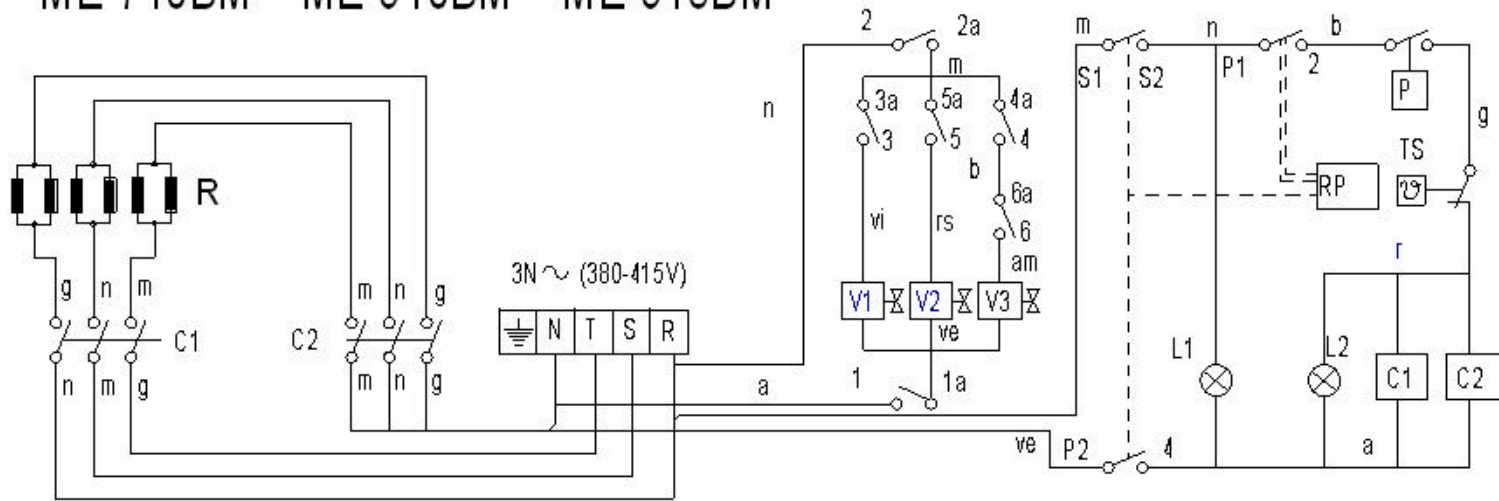 2 2a m n P1 2 b
S1 S2
P
m
3a 5a 4a
n
3 5 4
g
b
TS
R
RP
6a
vi rs 6
am
r
g n m
3N ~ (380-415V)
V1 V2 V3
m n g
ve
C1
C2
N T S R
L1 L2
C1 C2
n m g
m n g
a
1 1a
ve P2 4
a